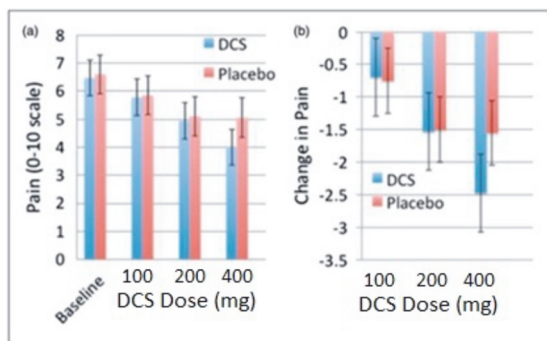 (a)
Pain (0-10 scale)
8
7
6
5
4
3
2
1
0
DCS
Placebo
Baseline
100 200 400
DCS Dose (mg)
(b)
Change in Pain
0
-0.5
-1
-1.5
-2
-2.5
-3
-3.5
DCS
Placebo
100 200 400
DCS Dose (mg)